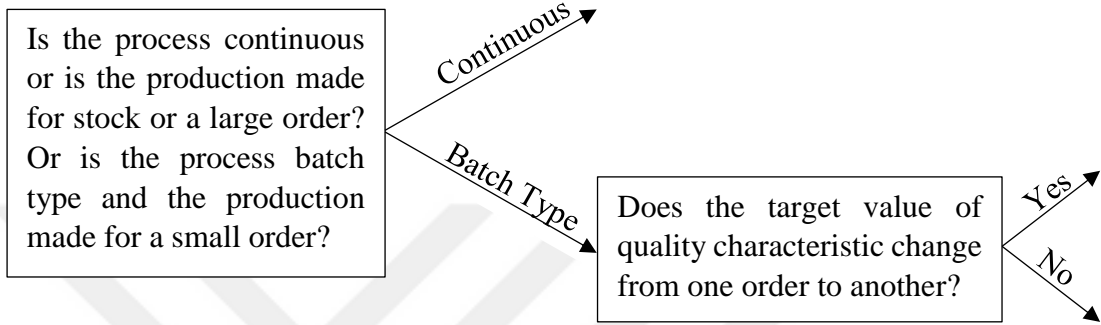 Is the process continuous
or is the production made
for stock or a large order?
Or is the process batch
type and the production
made for a small order?
Continuous
Batch Type
Does the target value of
quality characteristic change
from one order to another?
Yes
No